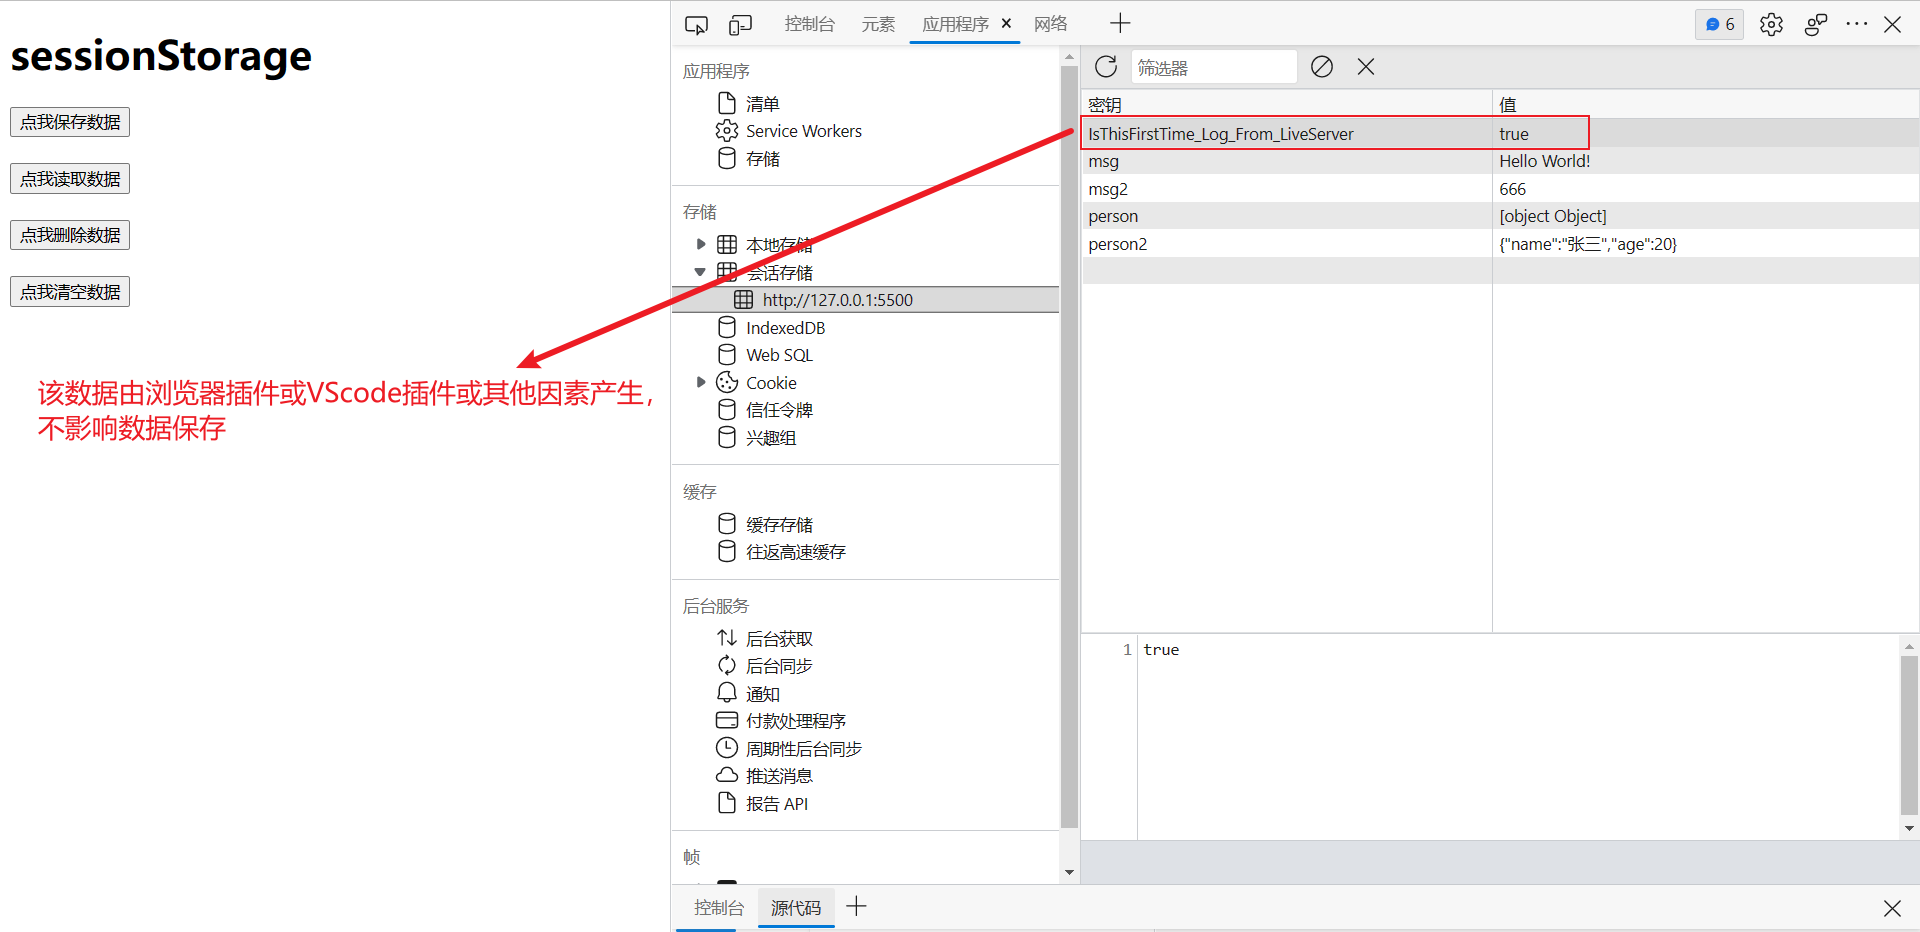 sessionStorage
点我保存数据
点我读取数据
点我删除数据
点我清空数据
该数据由浏览器插件或VScode插件或其他因素产生，
不影响数据保存
控制台 元素 应用程序 网络
6
应用程序
清单
Service Workers
存储
存储
本地存储
会话存储
http://127.0.0.1:5500
IndexedDB
Web SQL
Cookie
信任令牌
兴趣组
缓存
缓存存储
往返高速缓存
后台服务
后台获取
后台同步
通知
付款处理程序
周期性后台同步
推送消息
报告 API
帧
筛选器
密钥 值
IsThisFirstTime_Log_From_LiveServer true
msg Hello World!
msg2 666
person [object Object]
person2 {"name":"张三","age":20}
1 true
控制台 源代码